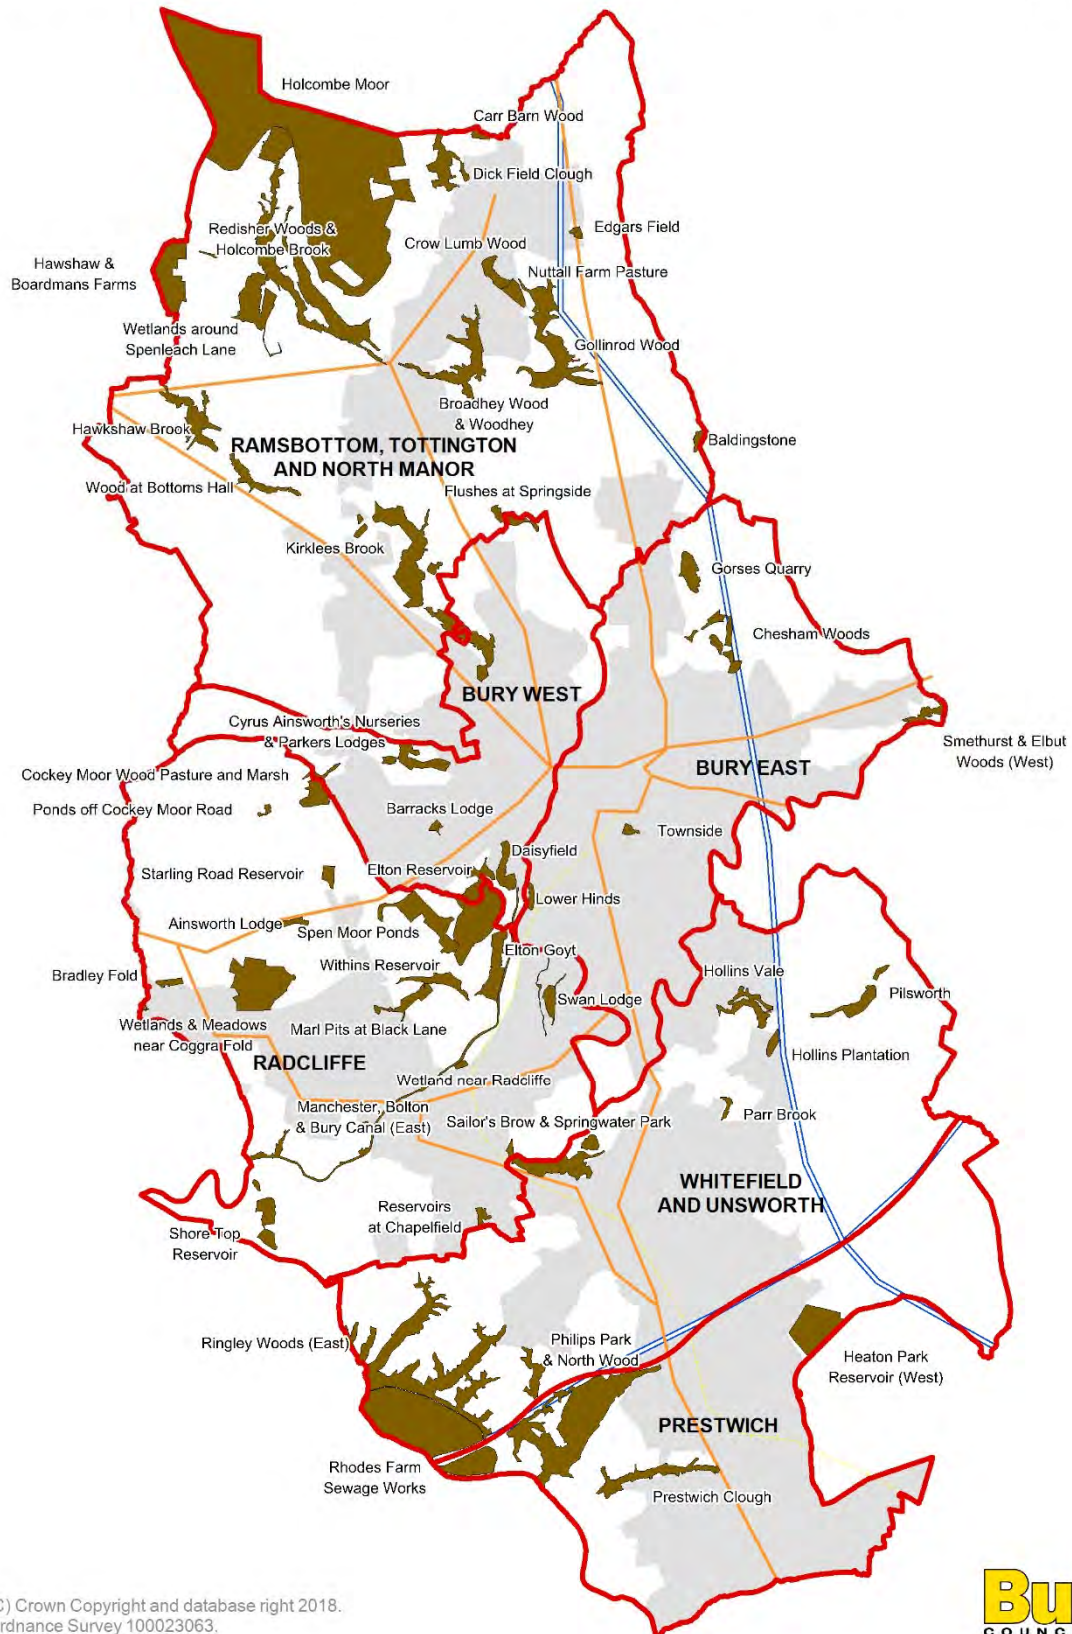 Holcombe Moor
Carr Barn Wood
Dick Field Clough
Redisher Woods &
Holcombe Brook
Crow Lumb Wood
Edgars Field
Hawshaw &
Boardmans Farms
Nuttall Farm Pasture
Wetlands around
Spenleach Lane
Gollinrod Wood
Broadhey Wood
& Woodhey
Hawkshaw Brook
RAMSBOTTOM, TOTTINGTON
AND NORTH MANOR
Baldingstone
Wood at Bottoms Hall
Flushes at Springside
Kirklees Brook
Gorses Quarry
Chesham Woods
BURY WEST
Cyrus Ainsworth's Nurseries
& Parkers Lodges
Smethurst & Elbut
Woods (West)
Cockey Moor Wood Pasture and Marsh
BURY EAST
Ponds off Cockey Moor Road
Barracks Lodge
Townside
Daisyfield
Starling Road Reservoir
Elton Reservoir
Lower Hinds
Ainsworth Lodge
Spen Moor Ponds
Elton Goyt
Bradley Fold
Withins Reservoir
Hollins Vale
Swan Lodge
Pilsworth
Wetlands & Meadows
near Coggra Fold
Marl Pits at Black Lane
Hollins Plantation
RADCLIFFE
Wetland near Radcliffe
Manchester, Bolton
& Bury Canal (East)
Sailor's Brow & Springwater Park
Parr Brook
WHITEFIELD
AND UNSWORTH
Reservoirs
at Chapelfield
Shore Top
Reservoir
Ringley Woods (East)
Philips Park
& North Wood
Heaton Park
Reservoir (West)
PRESTWICH
Rhodes Farm
Sewage Works
Prestwich Clough
C) Crown Copyright and database right 2018.
rdnance Survey 100023063.
Bu
COUNC